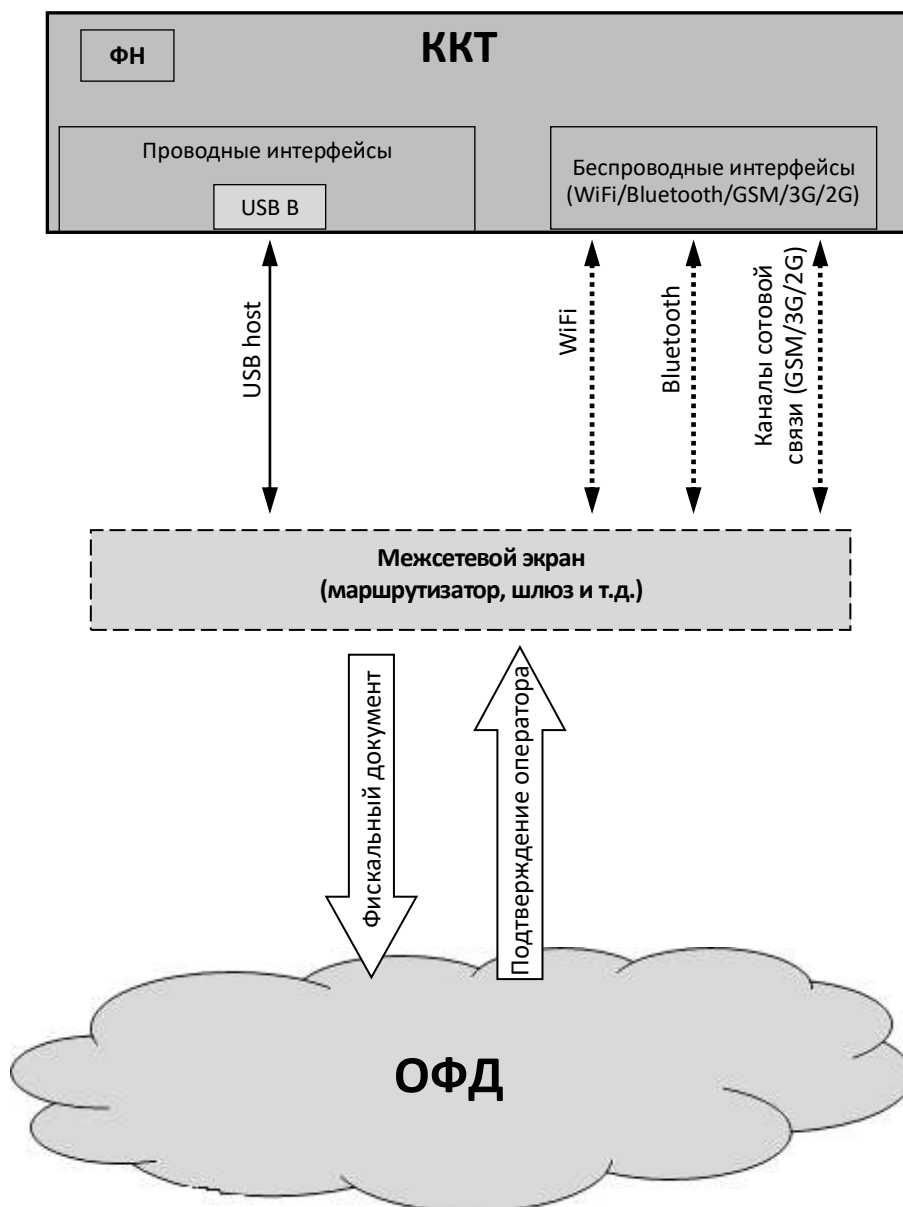 ФН
ККТ
Проводные интерфейсы
USB B
Беспроводные интерфейсы
(WiFi/Bluetooth/GSM/3G/2G)
USB host
WiFi
Bluetooth
Каналы сотовой
связи (GSM/3G/2G)
Межсетевой экран
(маршрутизатор, шлюз и т.д.)
Фискальный документ
Подтверждение оператора
ОФД